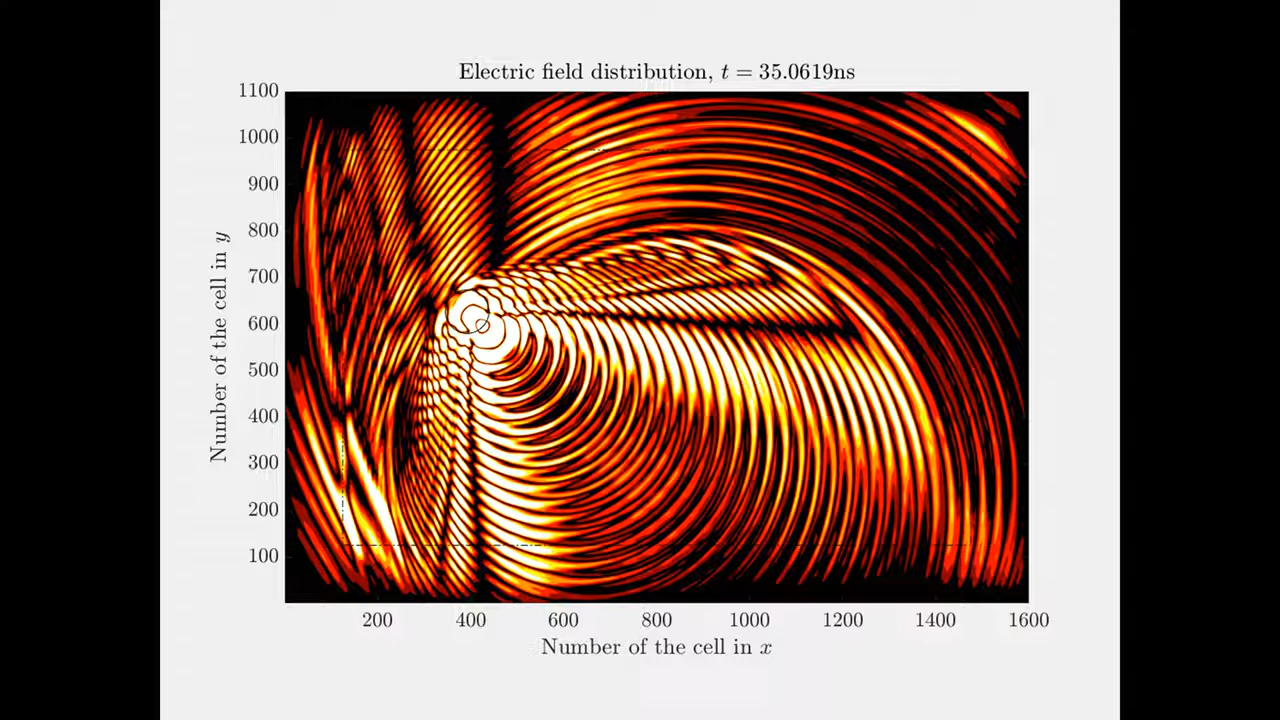 Electric field distribution, t = 35.0619ns
1100
1000
900
800
700
600
500
400
300
200
100
Number of the cell in y
200 400 600 800 1000 1200 1400 1600
Number of the cell in x